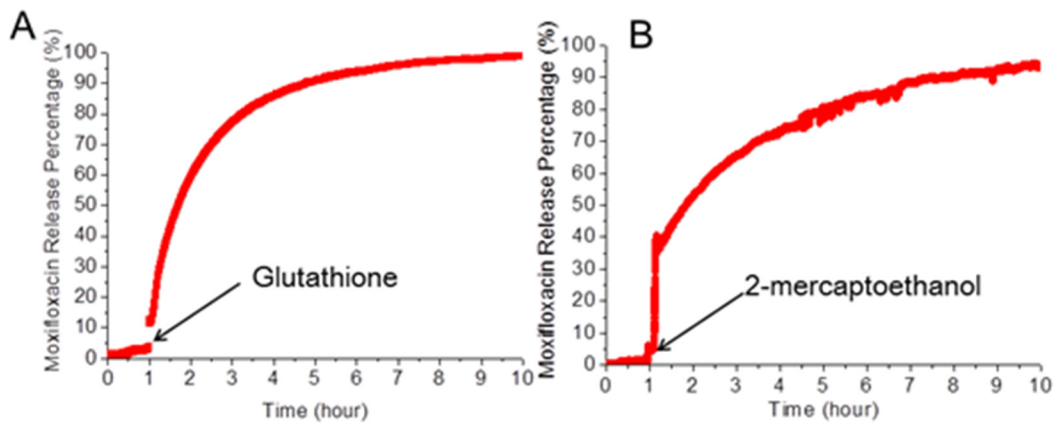 A
Moxifloxacin Release Percentage (%)
100
90
80
70
60
50
40
30
20
10
0
Glutathione
0 1 2 3 4 5 6 7 8 9 10
Time (hour)
B
Moxifloxacin Release Percentage (%)
100
90
80
70
60
50
40
30
20
10
0
2-mercaptoethanol
0 1 2 3 4 5 6 7 8 9 10
Time (hour)